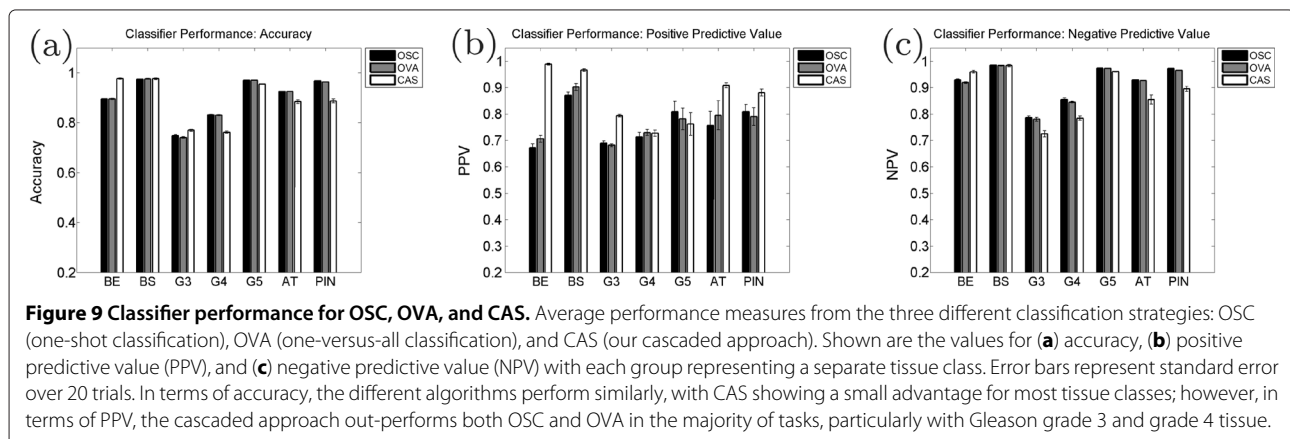 (a)
Classifier Performance: Accuracy
OSC
OVA
CAS
1
0.8
0.6
0.4
0.2
Accuracy
BE BS G3 G4 G5 AT PIN
(b)
Classifier Performance: Positive Predictive Value
OSC
OVA
CAS
1
0.9
0.8
0.7
0.6
0.5
0.4
0.3
0.2
PPV
BE BS G3 G4 G5 AT PIN
(c)
Classifier Performance: Negative Predictive Value
OSC
OVA
CAS
1
0.9
0.8
0.7
0.6
0.5
0.4
0.3
0.2
NPV
BE BS G3 G4 G5 AT PIN
Figure 9 Classifier performance for OSC, OVA, and CAS. Average performance measures from the three different classification strategies: OSC
(one-shot classification), OVA (one-versus-all classification), and CAS (our cascaded approach). Shown are the values for (a) accuracy, (b) positive
predictive value (PPV), and (c) negative predictive value (NPV) with each group representing a separate tissue class. Error bars represent standard error
over 20 trials. In terms of accuracy, the different algorithms perform similarly, with CAS showing a small advantage for most tissue classes; however, in
terms of PPV, the cascaded approach out-performs both OSC and OVA in the majority of tasks, particularly with Gleason grade 3 and grade 4 tissue.